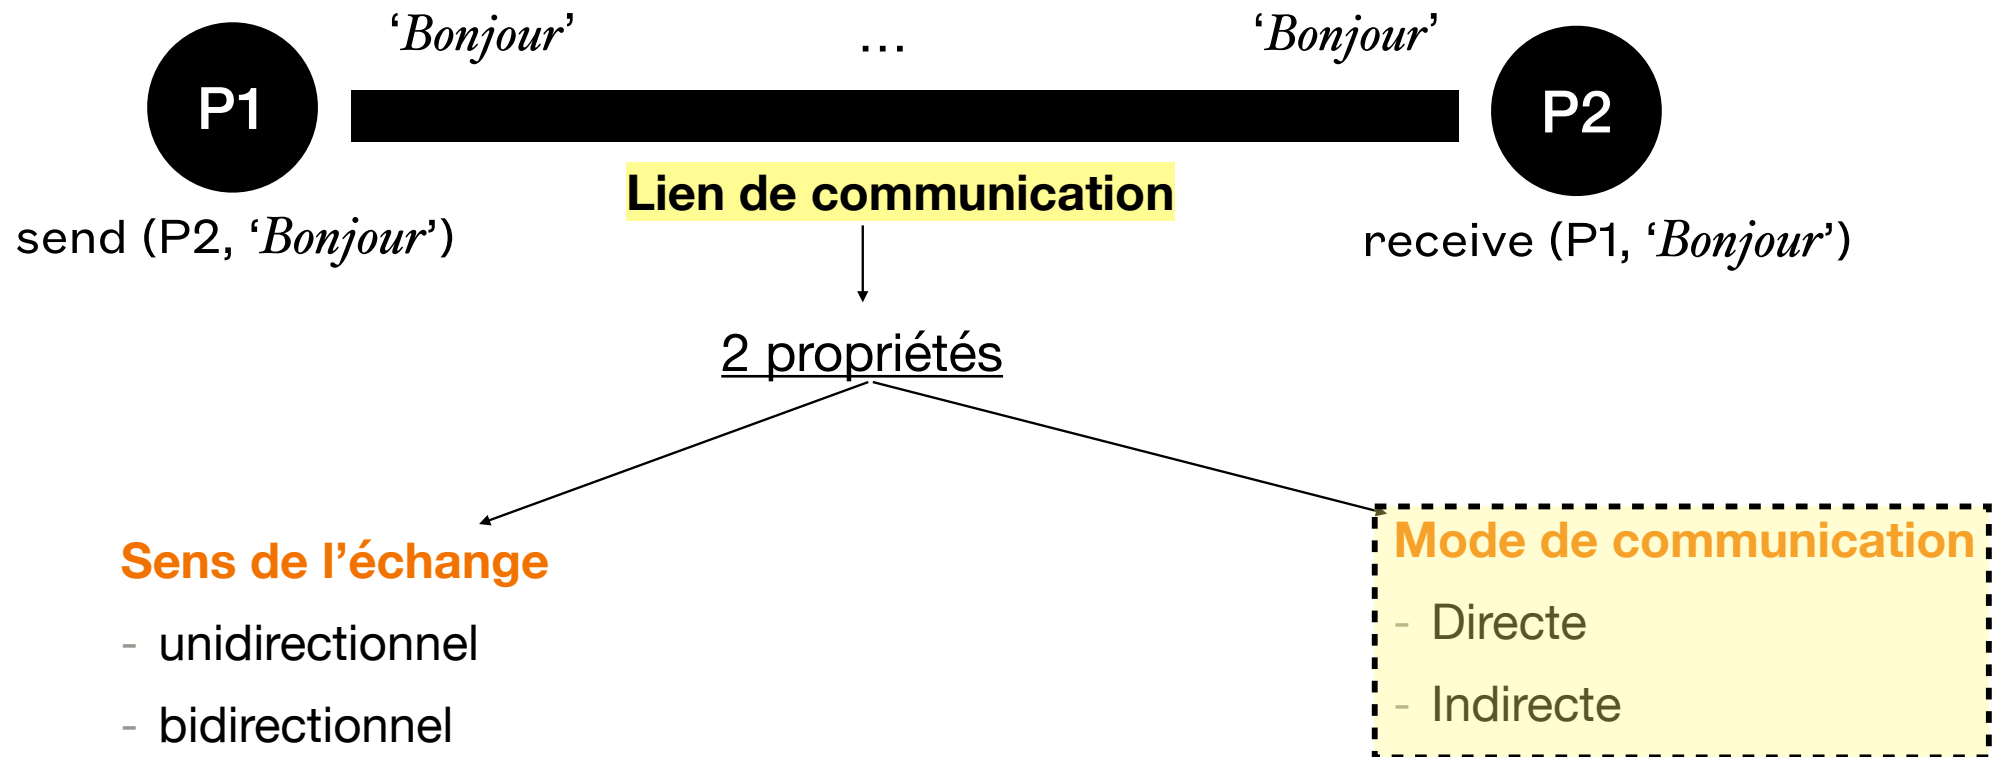 ‘Bonjour’ ... ‘Bonjour’
P1 P2
Lien de communication
send (P2, ‘Bonjour’) receive (P1, ‘Bonjour’)
2 propriétés
Sens de l’échange
- unidirectionnel
- bidirectionnel
Mode de communication
- Directe
- Indirecte